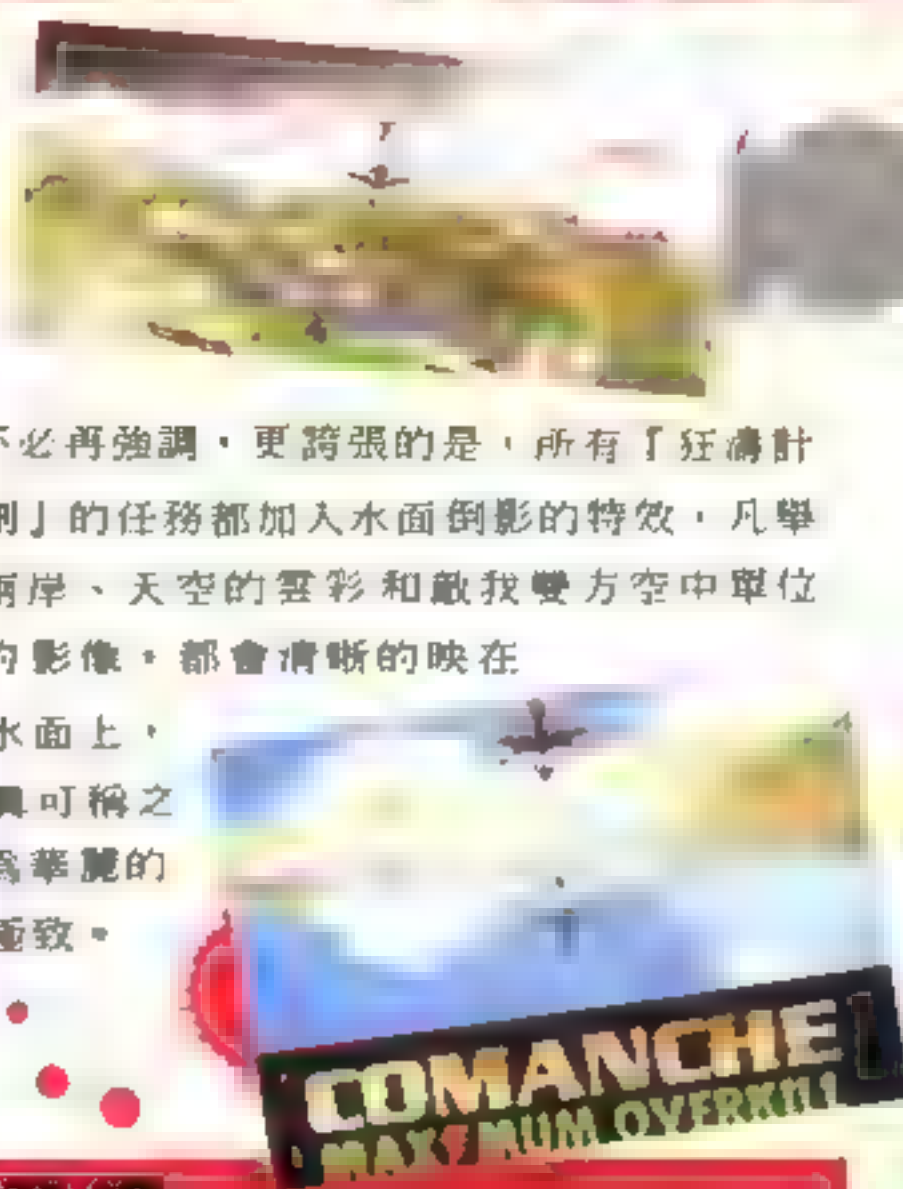 不必再強調，更誇張的是，所有『狂濤計
劃』的任務都加入水面倒影的特效，凡舉
兩岸、天空的雲彩和敵我雙方空中單位
的影像，都會清晰的映在
水面上，
真可稱之
為華麗的
極致。
COMANCHE
MAXIMUM OVERKILL